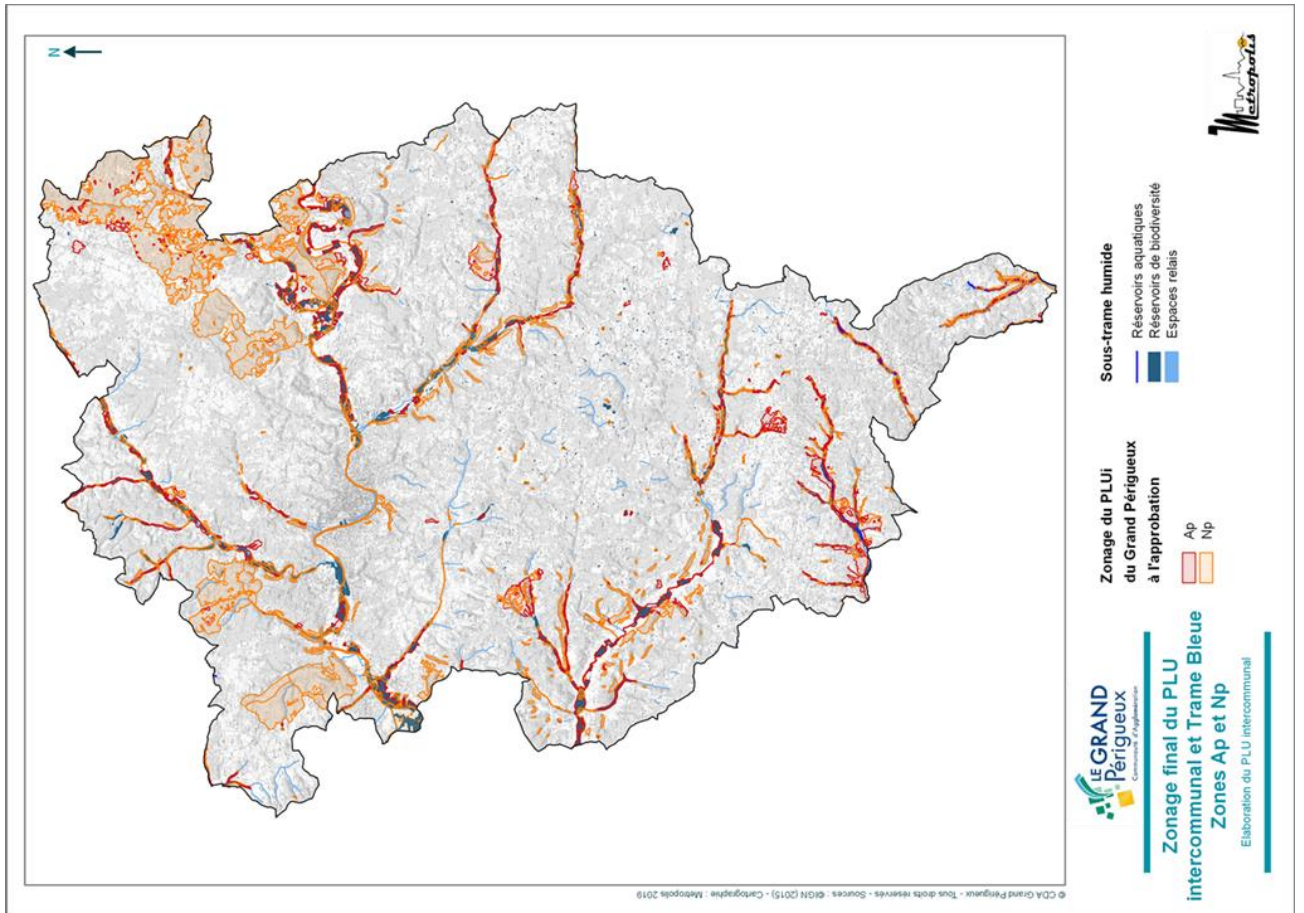 N
Metropolis
LE GRAND
Périgueux
Communauté d'Agglomération
Zonage final du PLU
intercommunal et Trame Bleue
Zones Ap et Np
Elaboration du PLU intercommunal
Zonage du PLUi
du Grand Périgueux
à l'approbation
Ap
Np
Sous-trame humide
Réservoirs aquatiques
Réservoirs de biodiversité
Espaces relais
© CDA Grand Périgueux - Tous droits réservés - Sources : ©IGN (2015) - Cartographie : Metropolis 2019